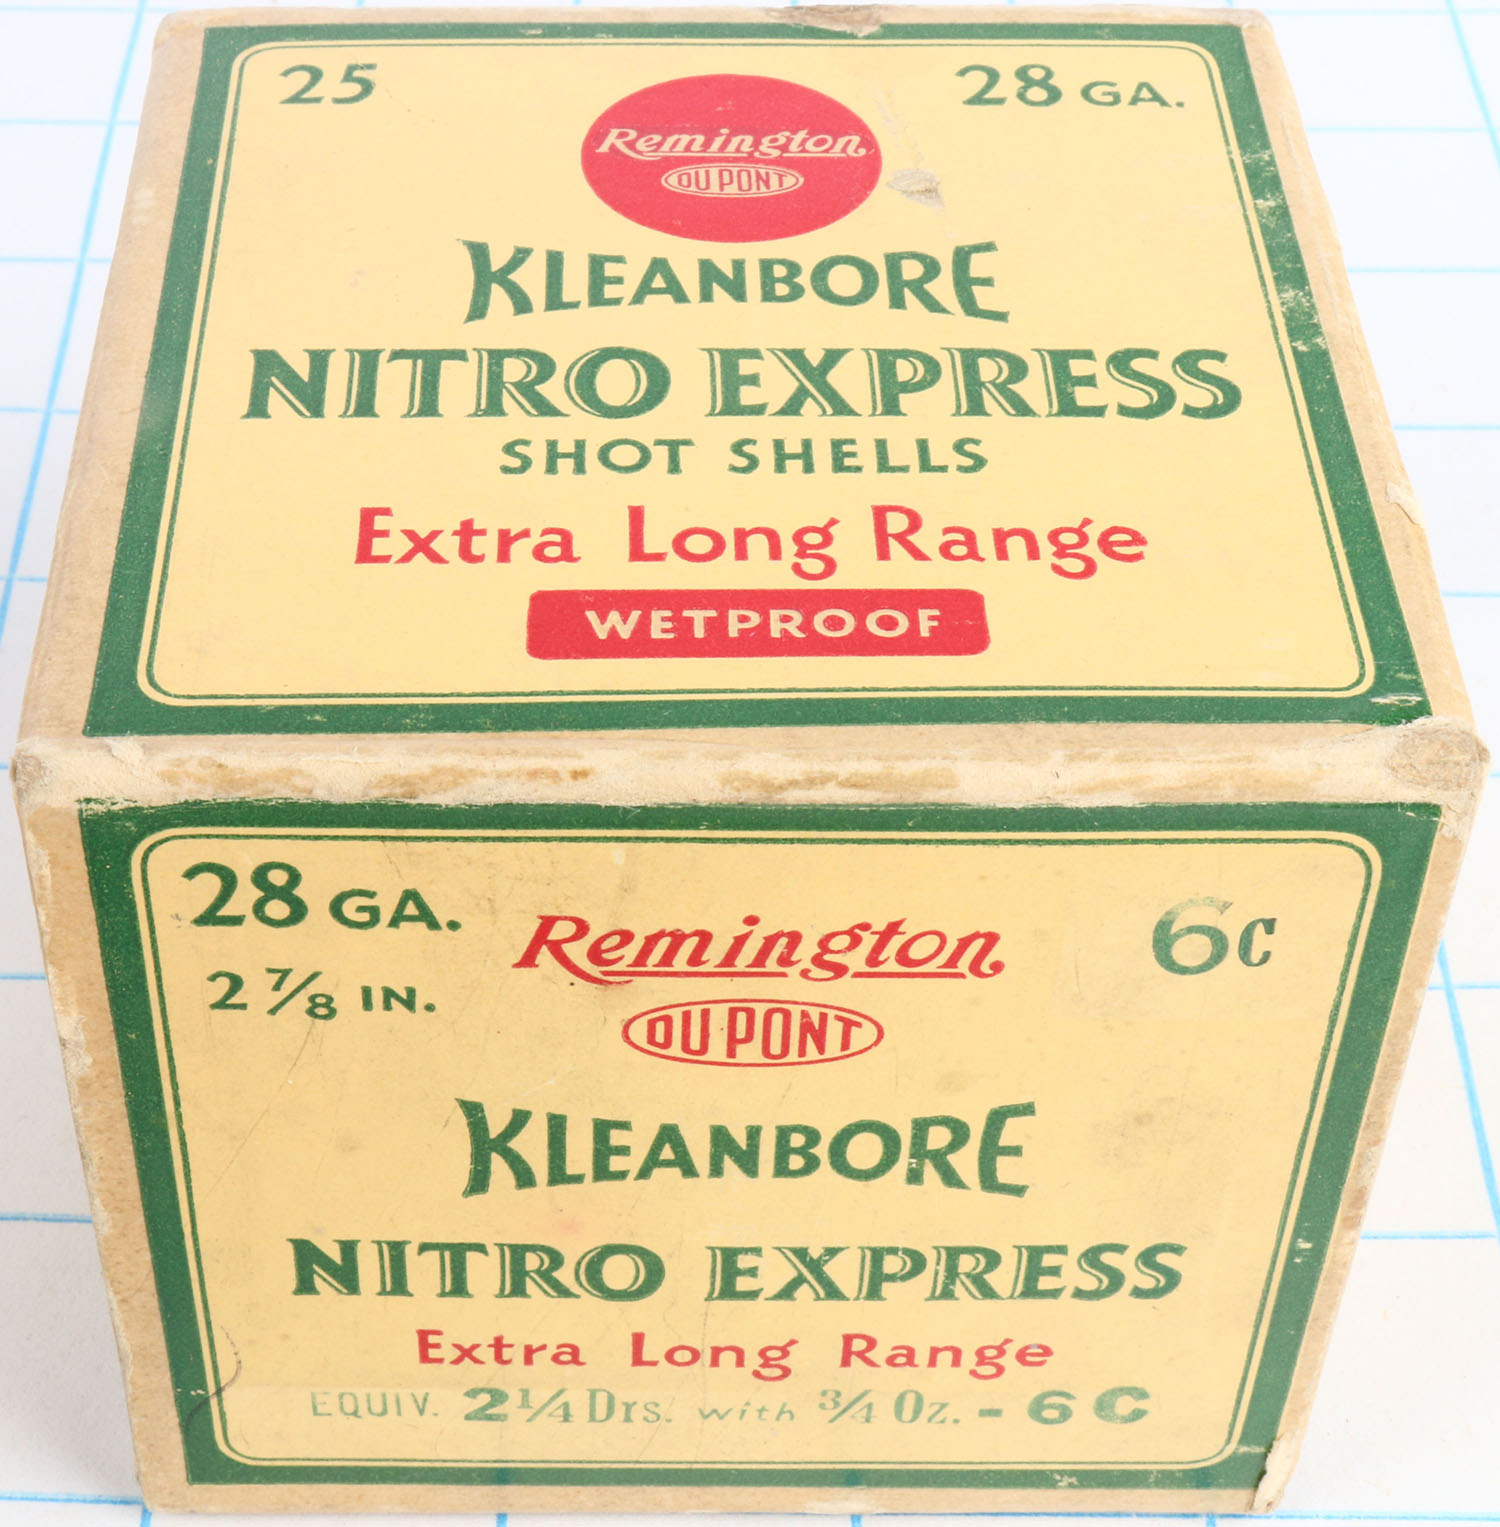 25
28 GA.
Remington
DU PONT
KLEANBORE
NITRO EXPRESS
SHOT SHELLS
Extra Long Range
WETPROOF
28 GA.
6C
2 7/8 IN.
Remington
DU PONT
KLEANBORE
NITRO EXPRESS
Extra Long Range
EQUIV. 2 1/4 Drs. with 3/4 Oz. - 6 C